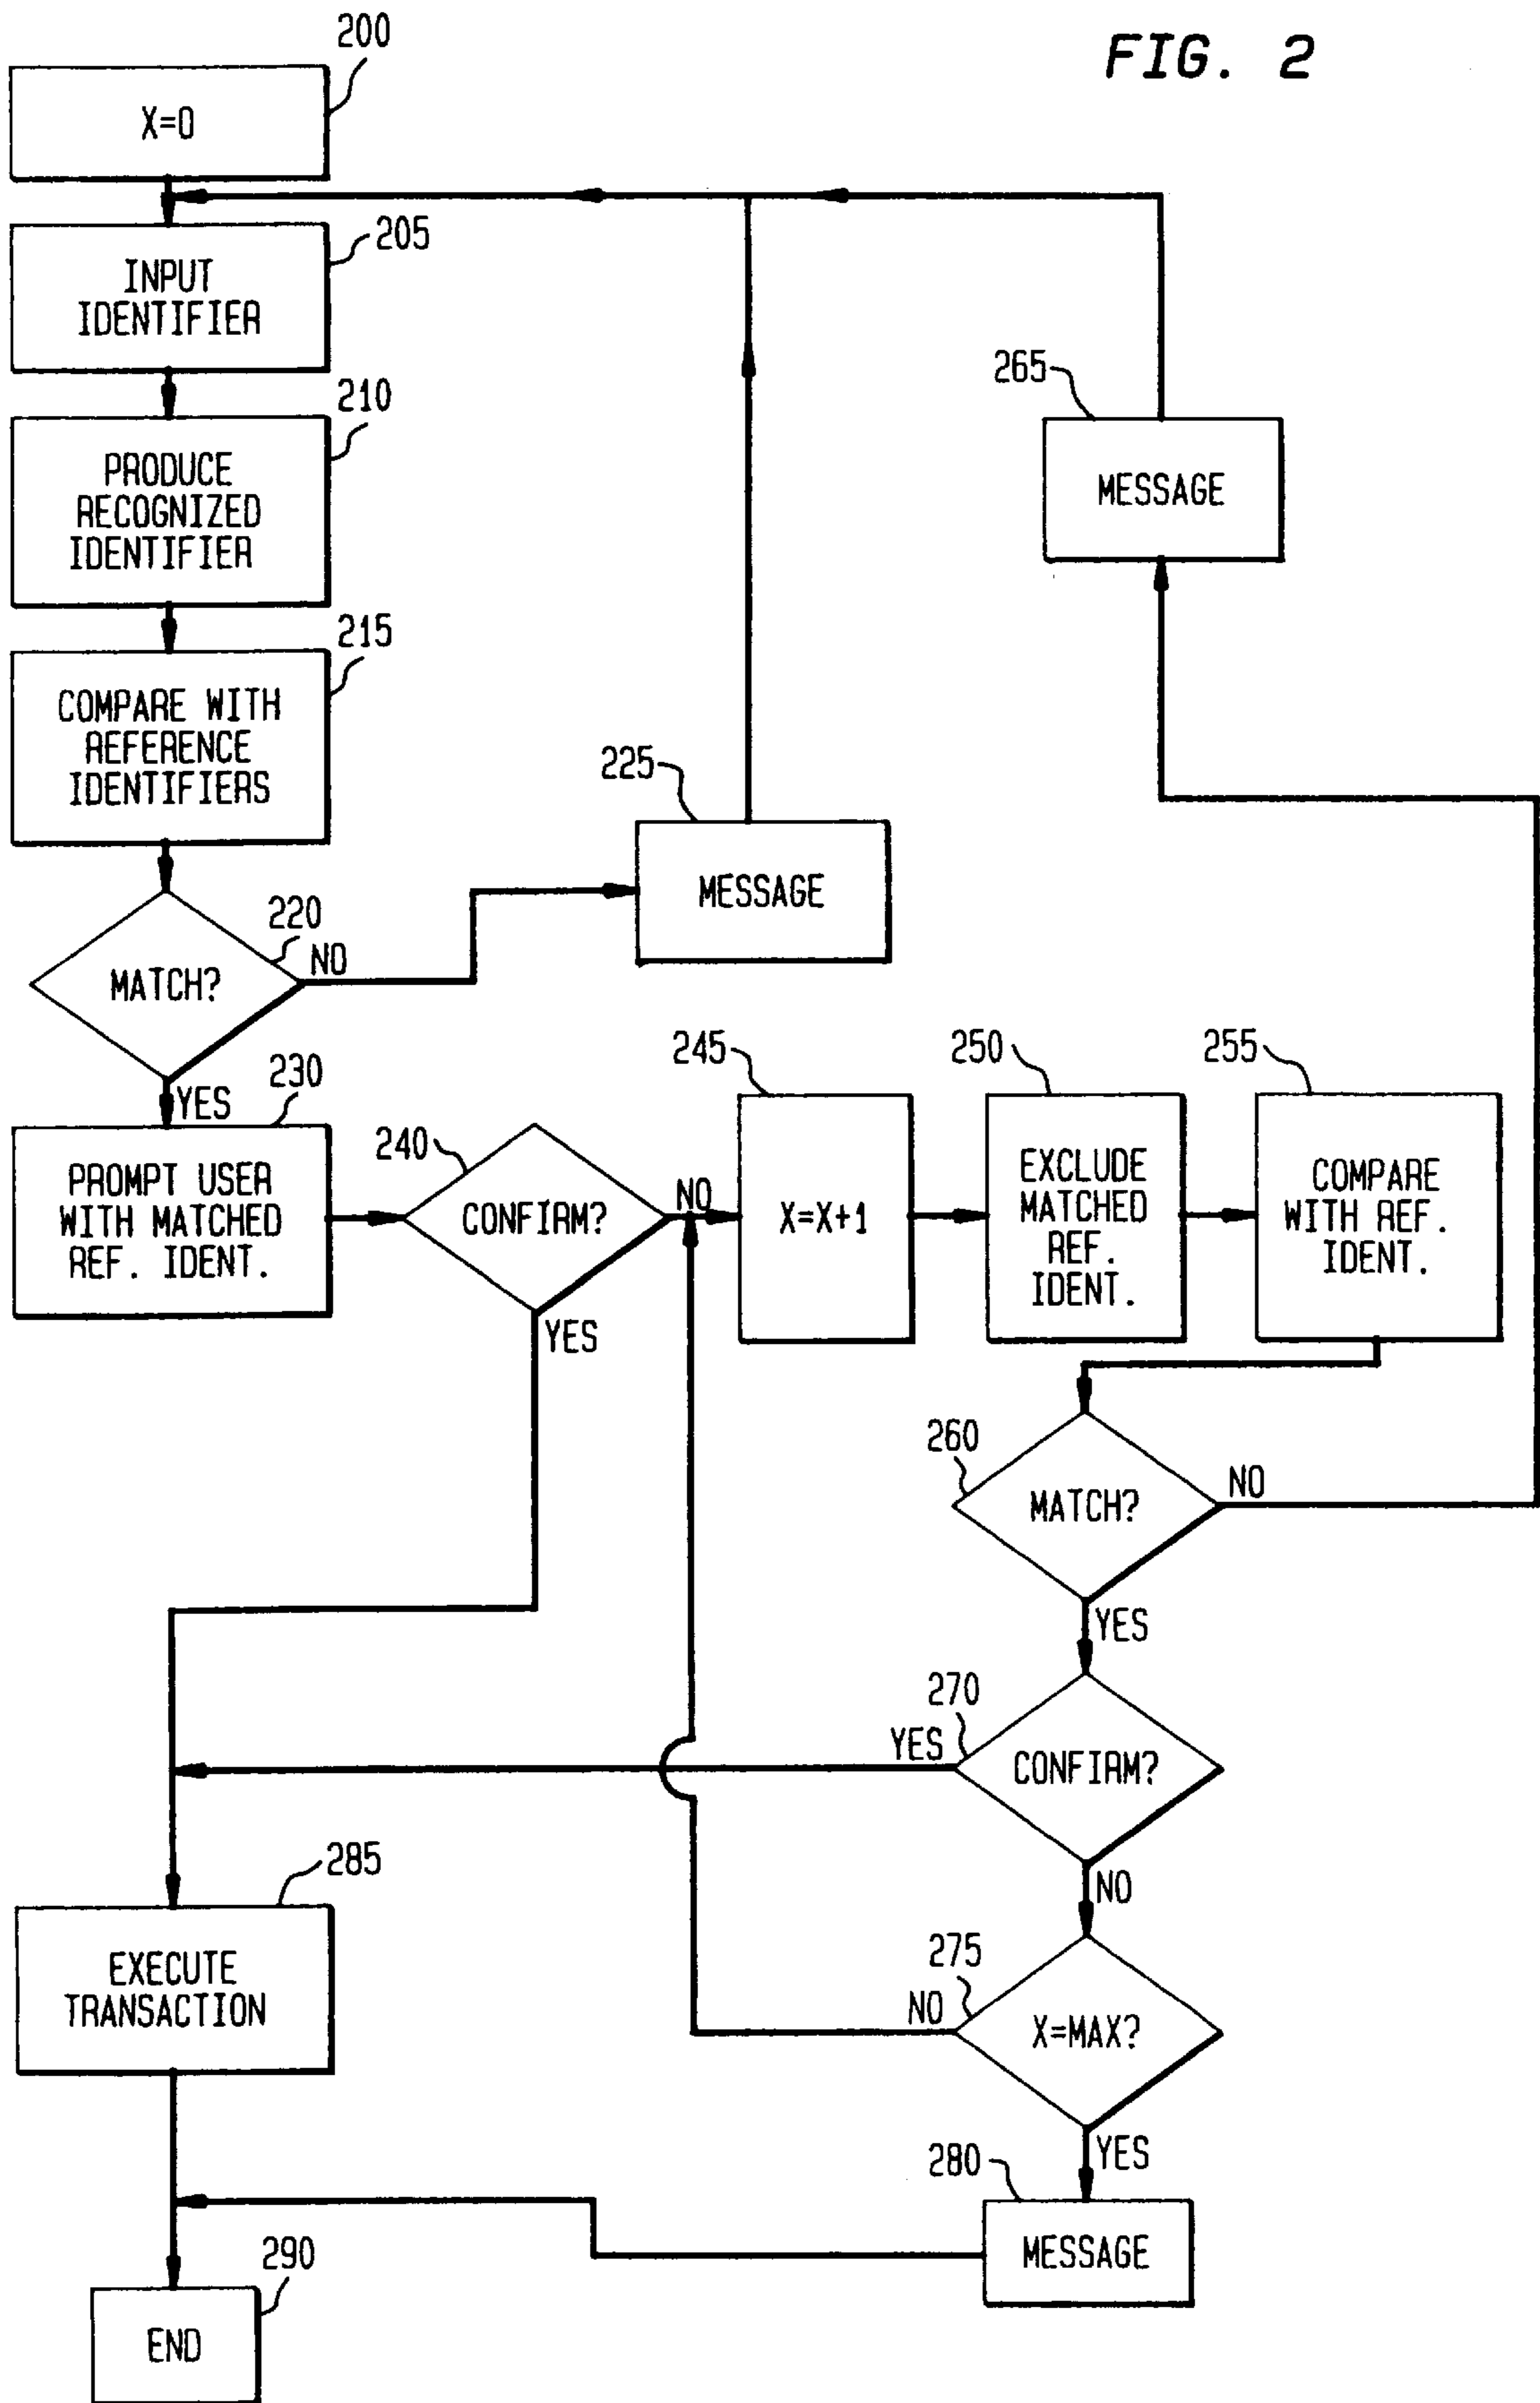 FIG. 2
200
X=0
205
INPUT
IDENTIFIER
210
PRODUCE
RECOGNIZED
IDENTIFIER
265
MESSAGE
215
COMPARE WITH
REFERENCE
IDENTIFIERS
225
MESSAGE
220
MATCH?
NO
YES
230
PROMPT USER
WITH MATCHED
REF. IDENT.
240
CONFIRM?
NO
YES
245
X=X+1
250
EXCLUDE
MATCHED
REF.
IDENT.
255
COMPARE
WITH REF.
IDENT.
260
MATCH?
NO
YES
270
YES
CONFIRM?
NO
285
EXECUTE
TRANSACTION
275
NO
X=MAX?
YES
280
MESSAGE
290
END